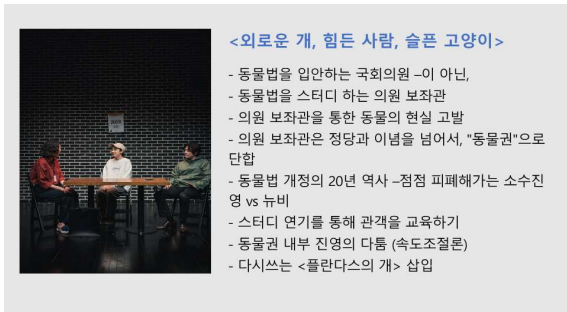 <외로운 개, 힘든 사람, 슬픈 고양이>
- 동물법을 입안하는 국회의원 –이 아닌,
- 동물법을 스터디 하는 의원 보좌관
- 의원 보좌관을 통한 동물의 현실 고발
- 의원 보좌관은 정당과 이념을 넘어서, "동물권"으로
단합
- 동물법 개정의 20년 역사 –점점 피폐해가는 소수진
영 vs 뉴비
- 스터디 연기를 통해 관객을 교육하기
- 동물권 내부 진영의 다툼 (속도조절론)
- 다시쓰는 <플란다스의 개> 삽입